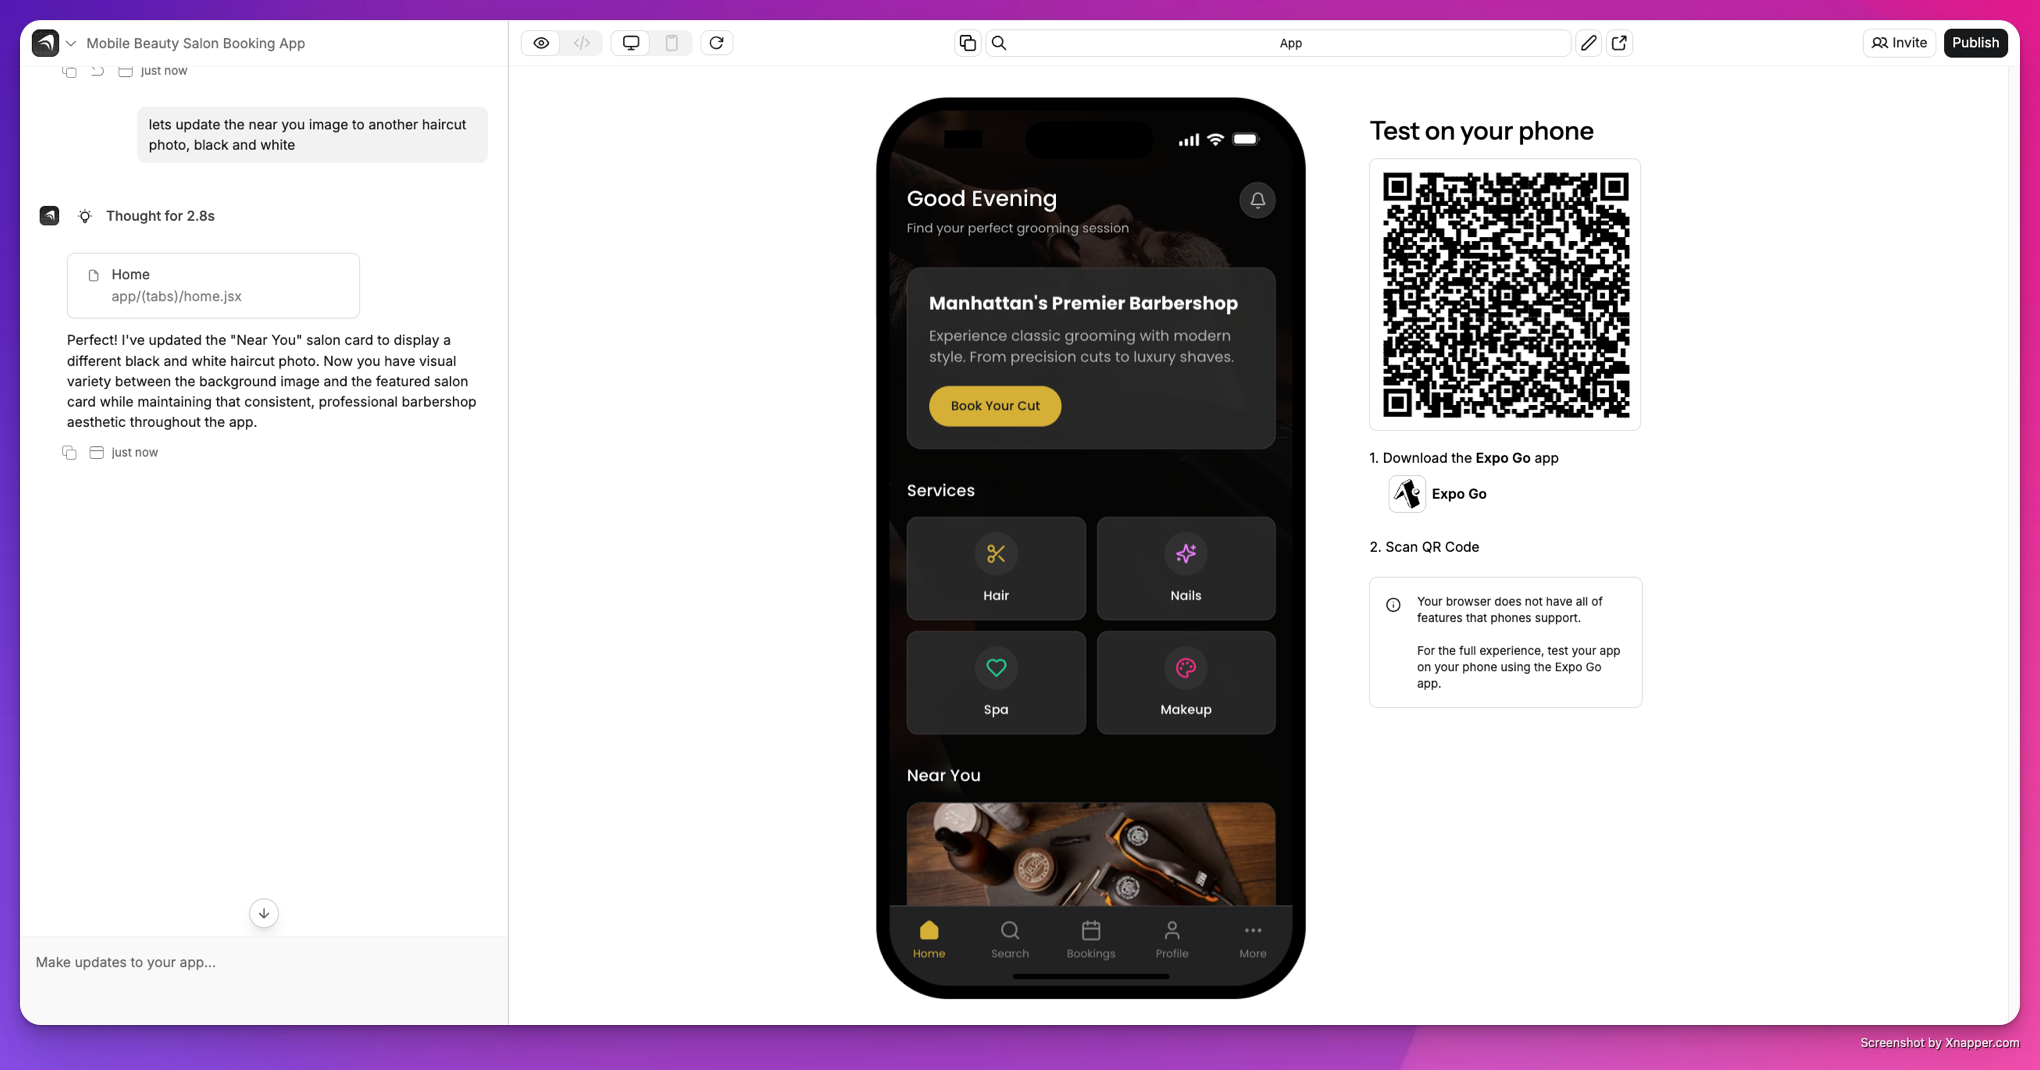 Mobile Beauty Salon Booking App
App
Invite
Publish
just now
lets update the near you image to another haircut
photo, black and white
Thought for 2.8s
Home
app/(tabs)/home.jsx
Perfect! I've updated the "Near You" salon card to display a
different black and white haircut photo. Now you have visual
variety between the background image and the featured salon
card while maintaining that consistent, professional barbershop
aesthetic throughout the app.
just now
Make updates to your app...
Good Evening
Find your perfect grooming session
Manhattan's Premier Barbershop
Experience classic grooming with modern
style. From precision cuts to luxury shaves.
Book Your Cut
Services
Hair
Nails
Spa
Makeup
Near You
Home
Search
Bookings
Profile
More
Test on your phone
1. Download the Expo Go app
Expo Go
2. Scan QR Code
Your browser does not have all of
features that phones support.
For the full experience, test your app
on your phone using the Expo Go
app.
Screenshot by Xnapper.com